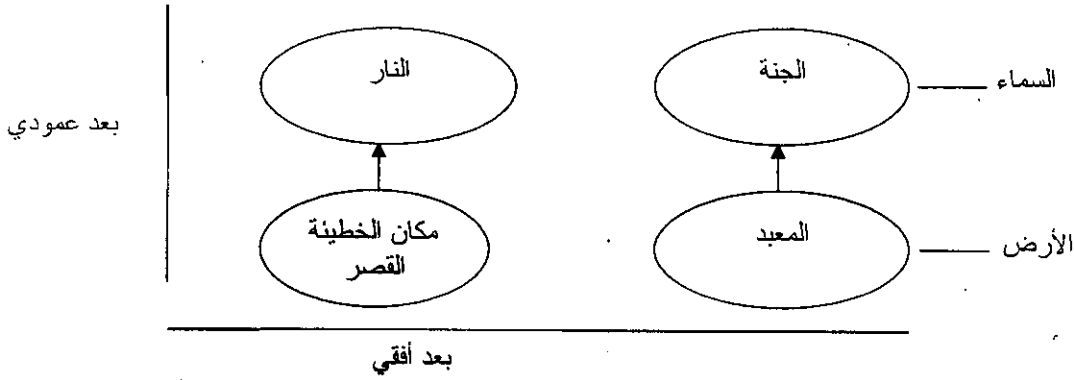 السماء
الجنة
النار
بعد عمودي
الأرض
المعبد
مكان الخطيئة
القصر
بعد أفقي